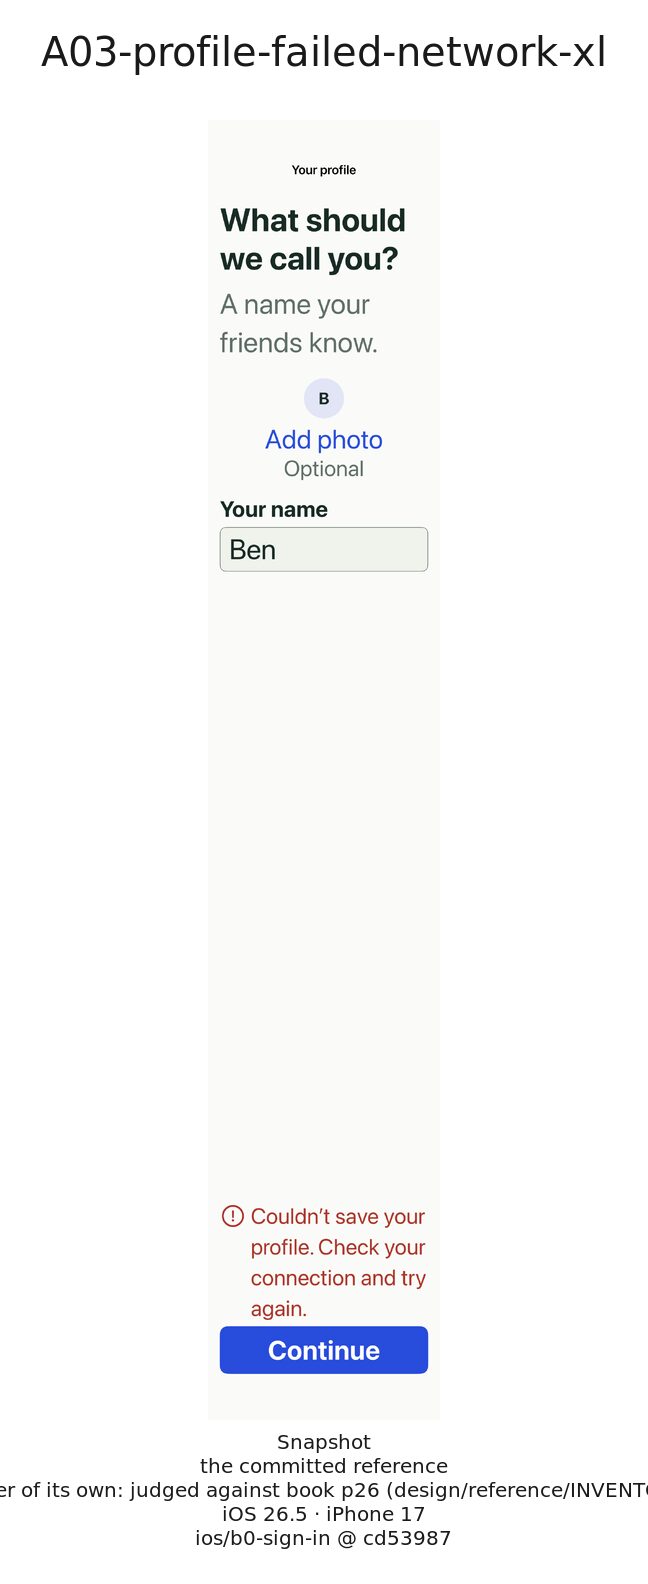 A03-profile-failed-network-xl
Your profile
What should
we call you?
A name your
friends know.
B
Add photo
Optional
Your name
Ben
Couldn’t save your
profile. Check your
connection and try
again.
Continue
Snapshot
the committed reference
of its own: judged against book p26 (design/reference/
iOS 26.5 · iPhone 17
ios/b0-sign-in @ cd53987